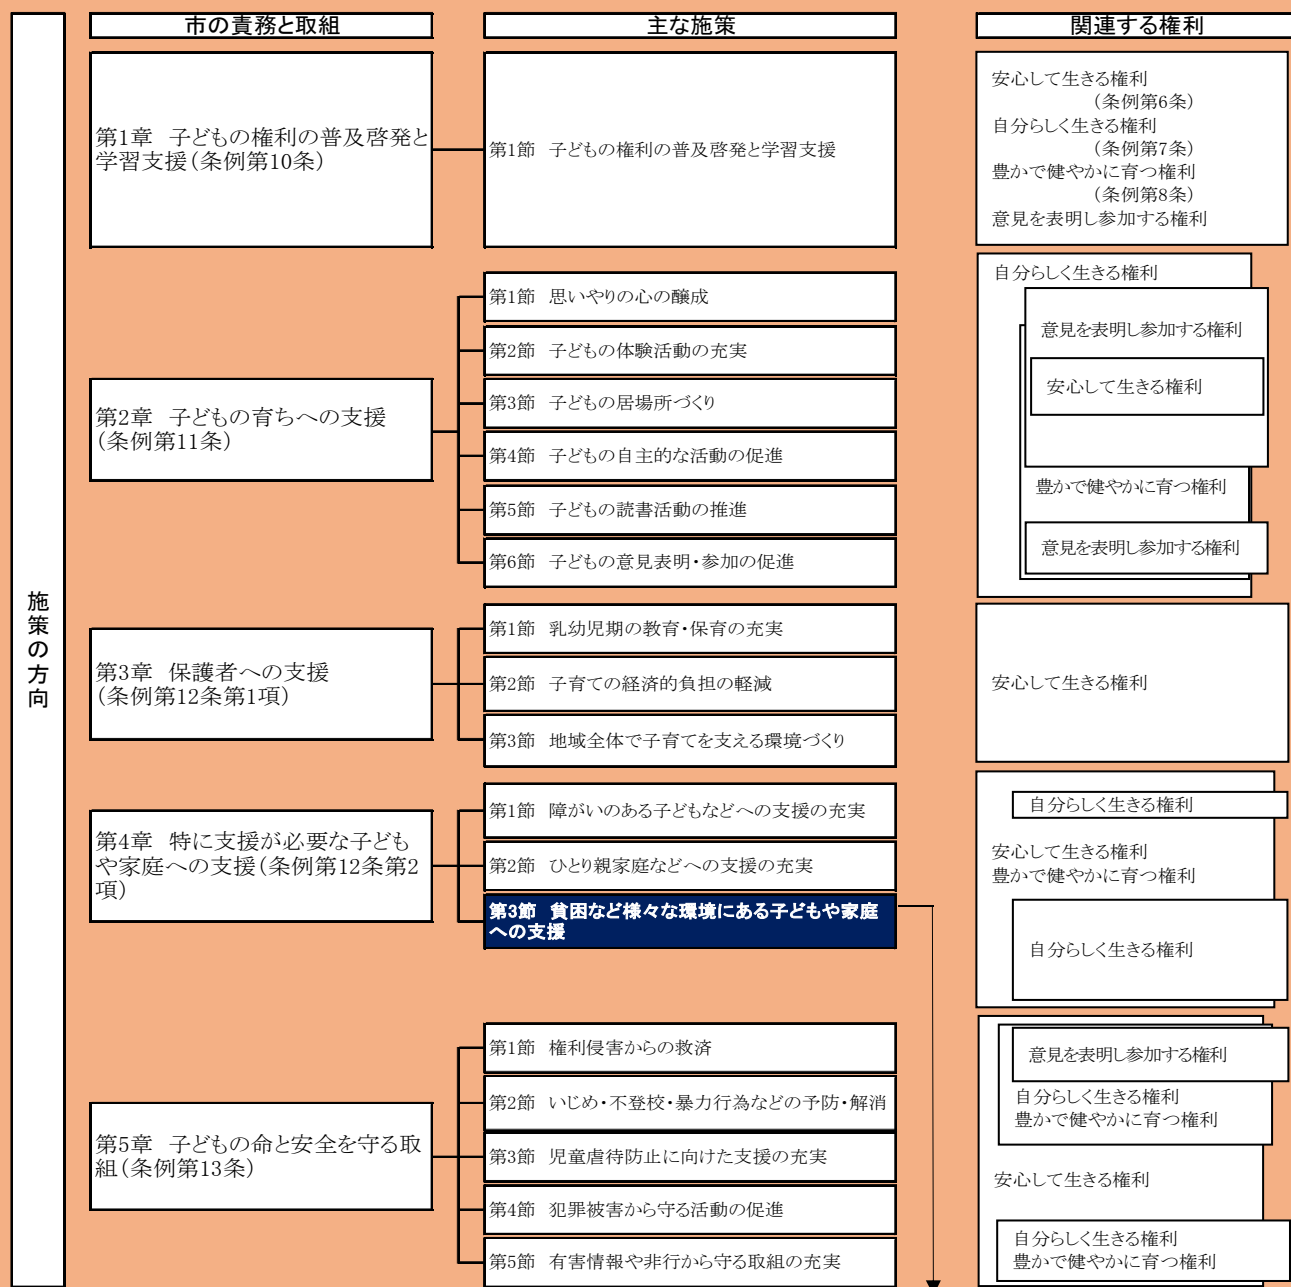 市の責務と取組
主な施策
関連する権利
施策の方向
第1章 子どもの権利の普及啓発と
学習支援(条例第10条)
第1節 子どもの権利の普及啓発と学習支援
安心して生きる権利
(条例第6条)
自分らしく生きる権利
(条例第7条)
豊かで健やかに育つ権利
(条例第8条)
意見を表明し参加する権利
第2章 子どもの育ちへの支援
(条例第11条)
第1節 思いやりの心の醸成
第2節 子どもの体験活動の充実
第3節 子どもの居場所づくり
第4節 子どもの自主的な活動の促進
第5節 子どもの読書活動の推進
第6節 子どもの意見表明・参加の促進
自分らしく生きる権利
意見を表明し参加する権利
安心して生きる権利
豊かで健やかに育つ権利
意見を表明し参加する権利
第3章 保護者への支援
(条例第12条第1項)
第1節 乳幼児期の教育・保育の充実
第2節 子育ての経済的負担の軽減
第3節 地域全体で子育てを支える環境づくり
安心して生きる権利
第4章 特に支援が必要な子ども
や家庭への支援(条例第12条第2
項)
第1節 障がいのある子どもなどへの支援の充実
第2節 ひとり親家庭などへの支援の充実
第3節 貧困など様々な環境にある子どもや家庭
への支援
自分らしく生きる権利
安心して生きる権利
豊かで健やかに育つ権利
自分らしく生きる権利
第5章 子どもの命と安全を守る取
組(条例第13条)
第1節 権利侵害からの救済
第2節 いじめ・不登校・暴力行為などの予防・解消
第3節 児童虐待防止に向けた支援の充実
第4節 犯罪被害から守る活動の促進
第5節 有害情報や非行から守る取組の充実
意見を表明し参加する権利
自分らしく生きる権利
豊かで健やかに育つ権利
安心して生きる権利
自分らしく生きる権利
豊かで健やかに育つ権利